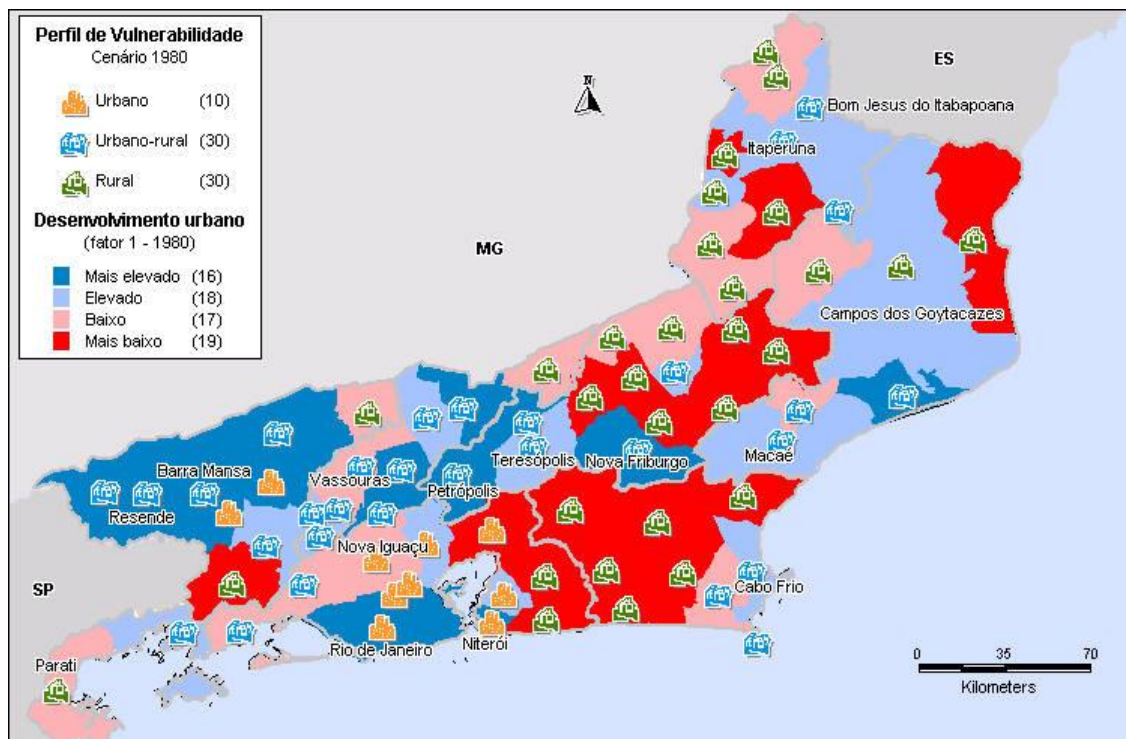 Perfil de Vulnerabilidade
Cenário 1980
Urbano (10)
Urbano-rural (30)
Rural (30)
Desenvolvimento urbano
(fator 1 - 1980)
Mais elevado (16)
Elevado (18)
Baixo (17)
Mais baixo (19)
N
ES
Bom Jesus do Itabapoana
Itaperuna
MG
Campos dos Goytacazes
Barra Mansa
Vassouras
Petrópolis
Teresópolis
Nova Friburgo
Macaé
Resende
Nova Iguaçu
SP
Cabo Frio
Rio de Janeiro
Niterói
Parati
0 35 70
Kilometers